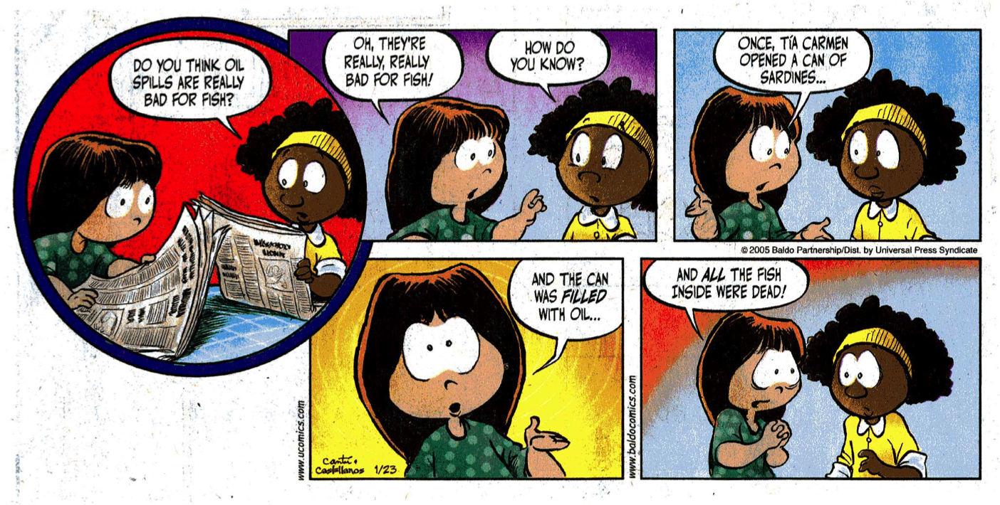 DO YOU THINK OIL
SPILLS ARE REALLY
BAD FOR FISH?
OH, THEY'RE
REALLY, REALLY
BAD FOR FISH!
HOW DO
YOU KNOW?
ONCE, TÍA CARMEN
OPENED A CAN OF
SARDINES...
© 2005 Baldo Partnership/Dist. by Universal Press Syndicate
AND THE CAN
WAS FILLED
WITH OIL...
www.ucomics.com
Cantú &
Castellanos 1/23
AND ALL THE FISH
INSIDE WERE DEAD!
www.baldocomics.com